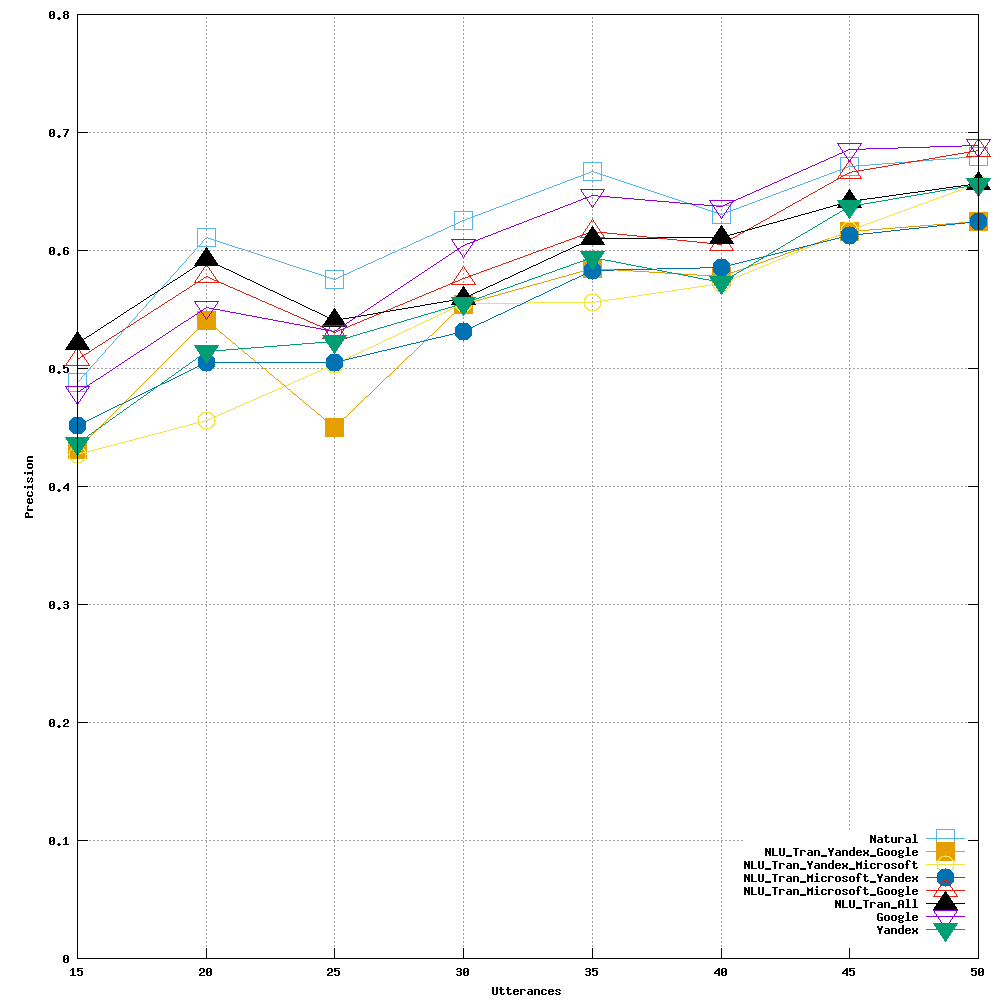 0.8
0.7
0.6
0.5
0.4
0.3
0.2
0.1
0
Precision
15 20 25 30 35 40 45 50
Utterances
Natural
NLU_Tran_Yandex_Google
NLU_Tran_Yandex_Microsoft
NLU_Tran_Microsoft_Yandex
NLU_Tran_Microsoft_Google
NLU_Tran_All
Google
Yandex